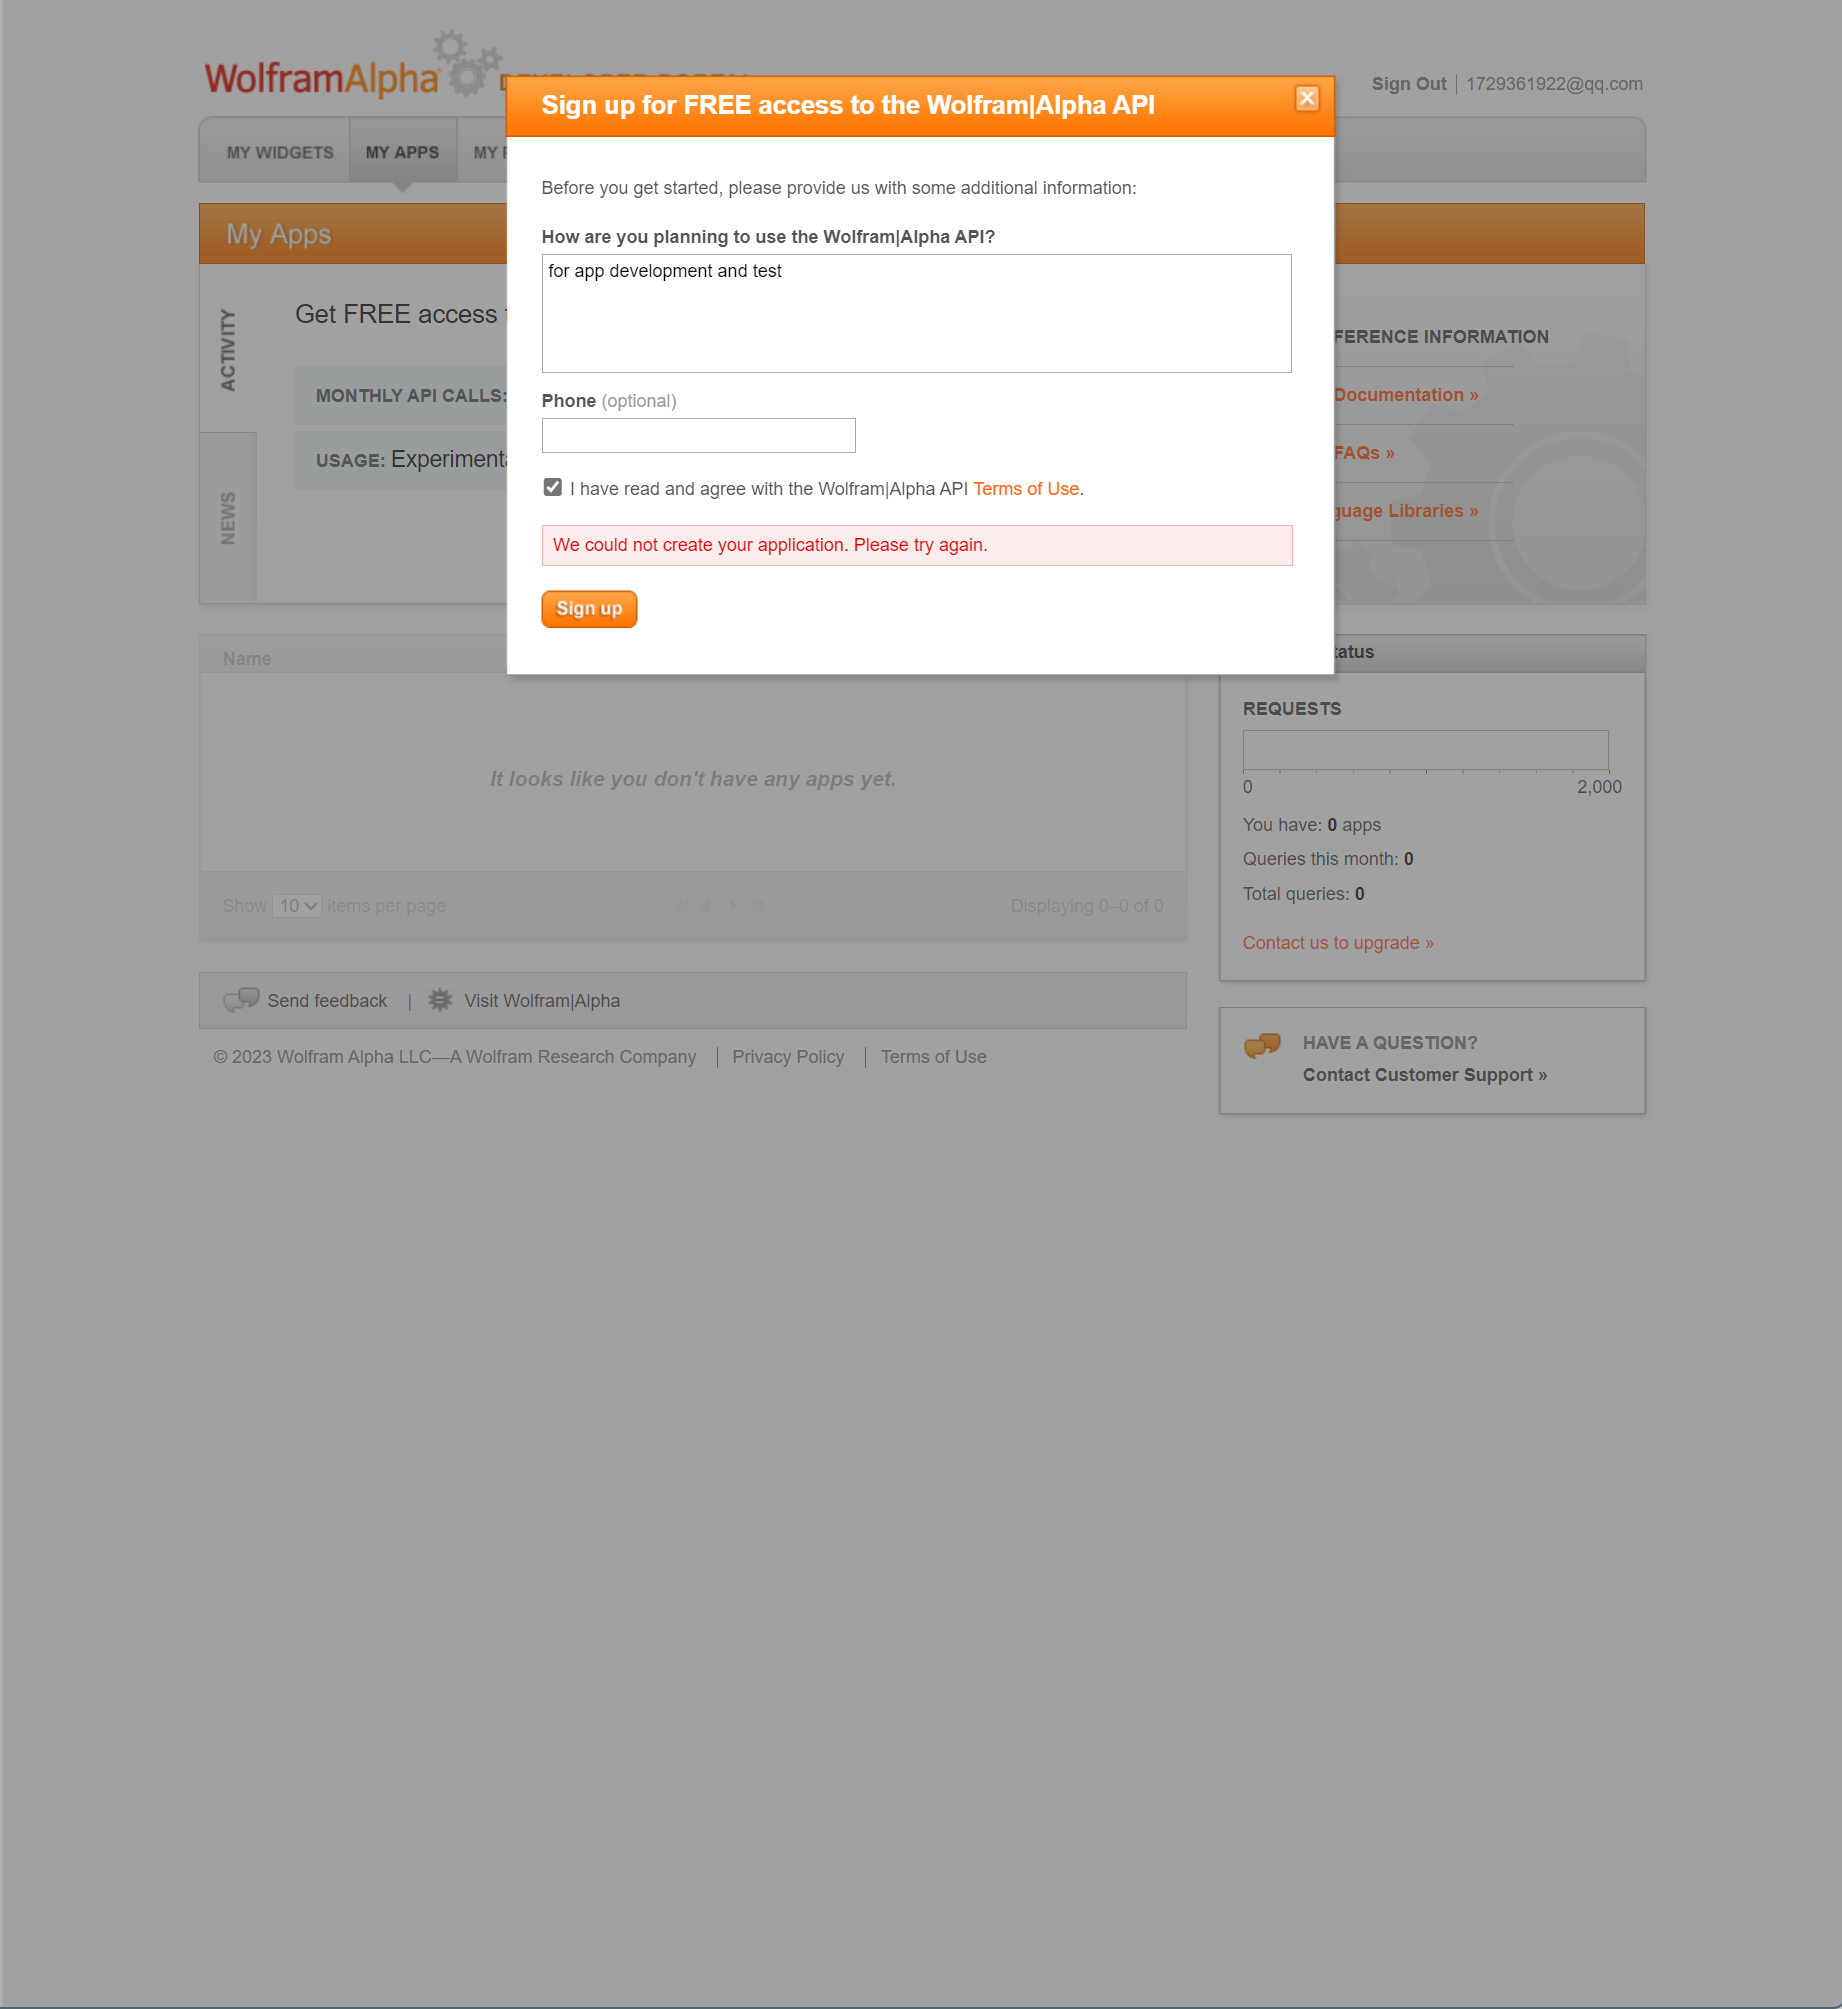 WolframAlpha
Sign Out | 1729361922@qq.com
MY WIDGETS
MY APPS
MY
Sign up for FREE access to the Wolfram|Alpha API
Before you get started, please provide us with some additional information:
How are you planning to use the Wolfram|Alpha API?
for app development and test
Phone (optional)
I have read and agree with the Wolfram|Alpha API Terms of Use.
We could not create your application. Please try again.
Sign up
My Apps
ACTIVITY
NEWS
Get FREE access
MONTHLY API CALLS:
USAGE: Experimenta
FERENCE INFORMATION
Documentation »
FAQs »
guage Libraries »
Name
It looks like you don't have any apps yet.
Show 10 items per page
Displaying 0–0 of 0
tatus
REQUESTS
0 2,000
You have: 0 apps
Queries this month: 0
Total queries: 0
Contact us to upgrade »
Send feedback | Visit Wolfram|Alpha
© 2023 Wolfram Alpha LLC—A Wolfram Research Company | Privacy Policy | Terms of Use
HAVE A QUESTION?
Contact Customer Support »